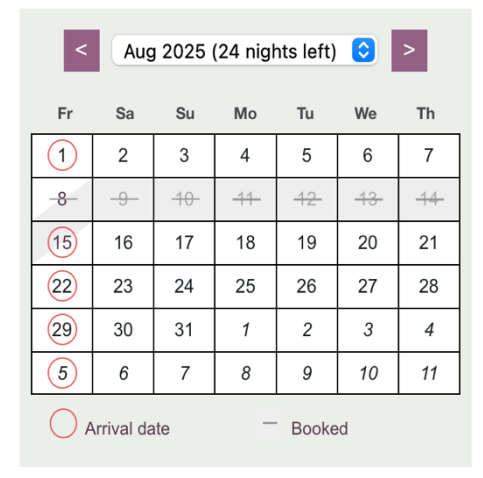 < Aug 2025 (24 nights left) >
Fr Sa Su Mo Tu We Th
1 2 3 4 5 6 7
8 9 10 11 12 13 14
15 16 17 18 19 20 21
22 23 24 25 26 27 28
29 30 31 1 2 3 4
5 6 7 8 9 10 11
Arrival date — Booked